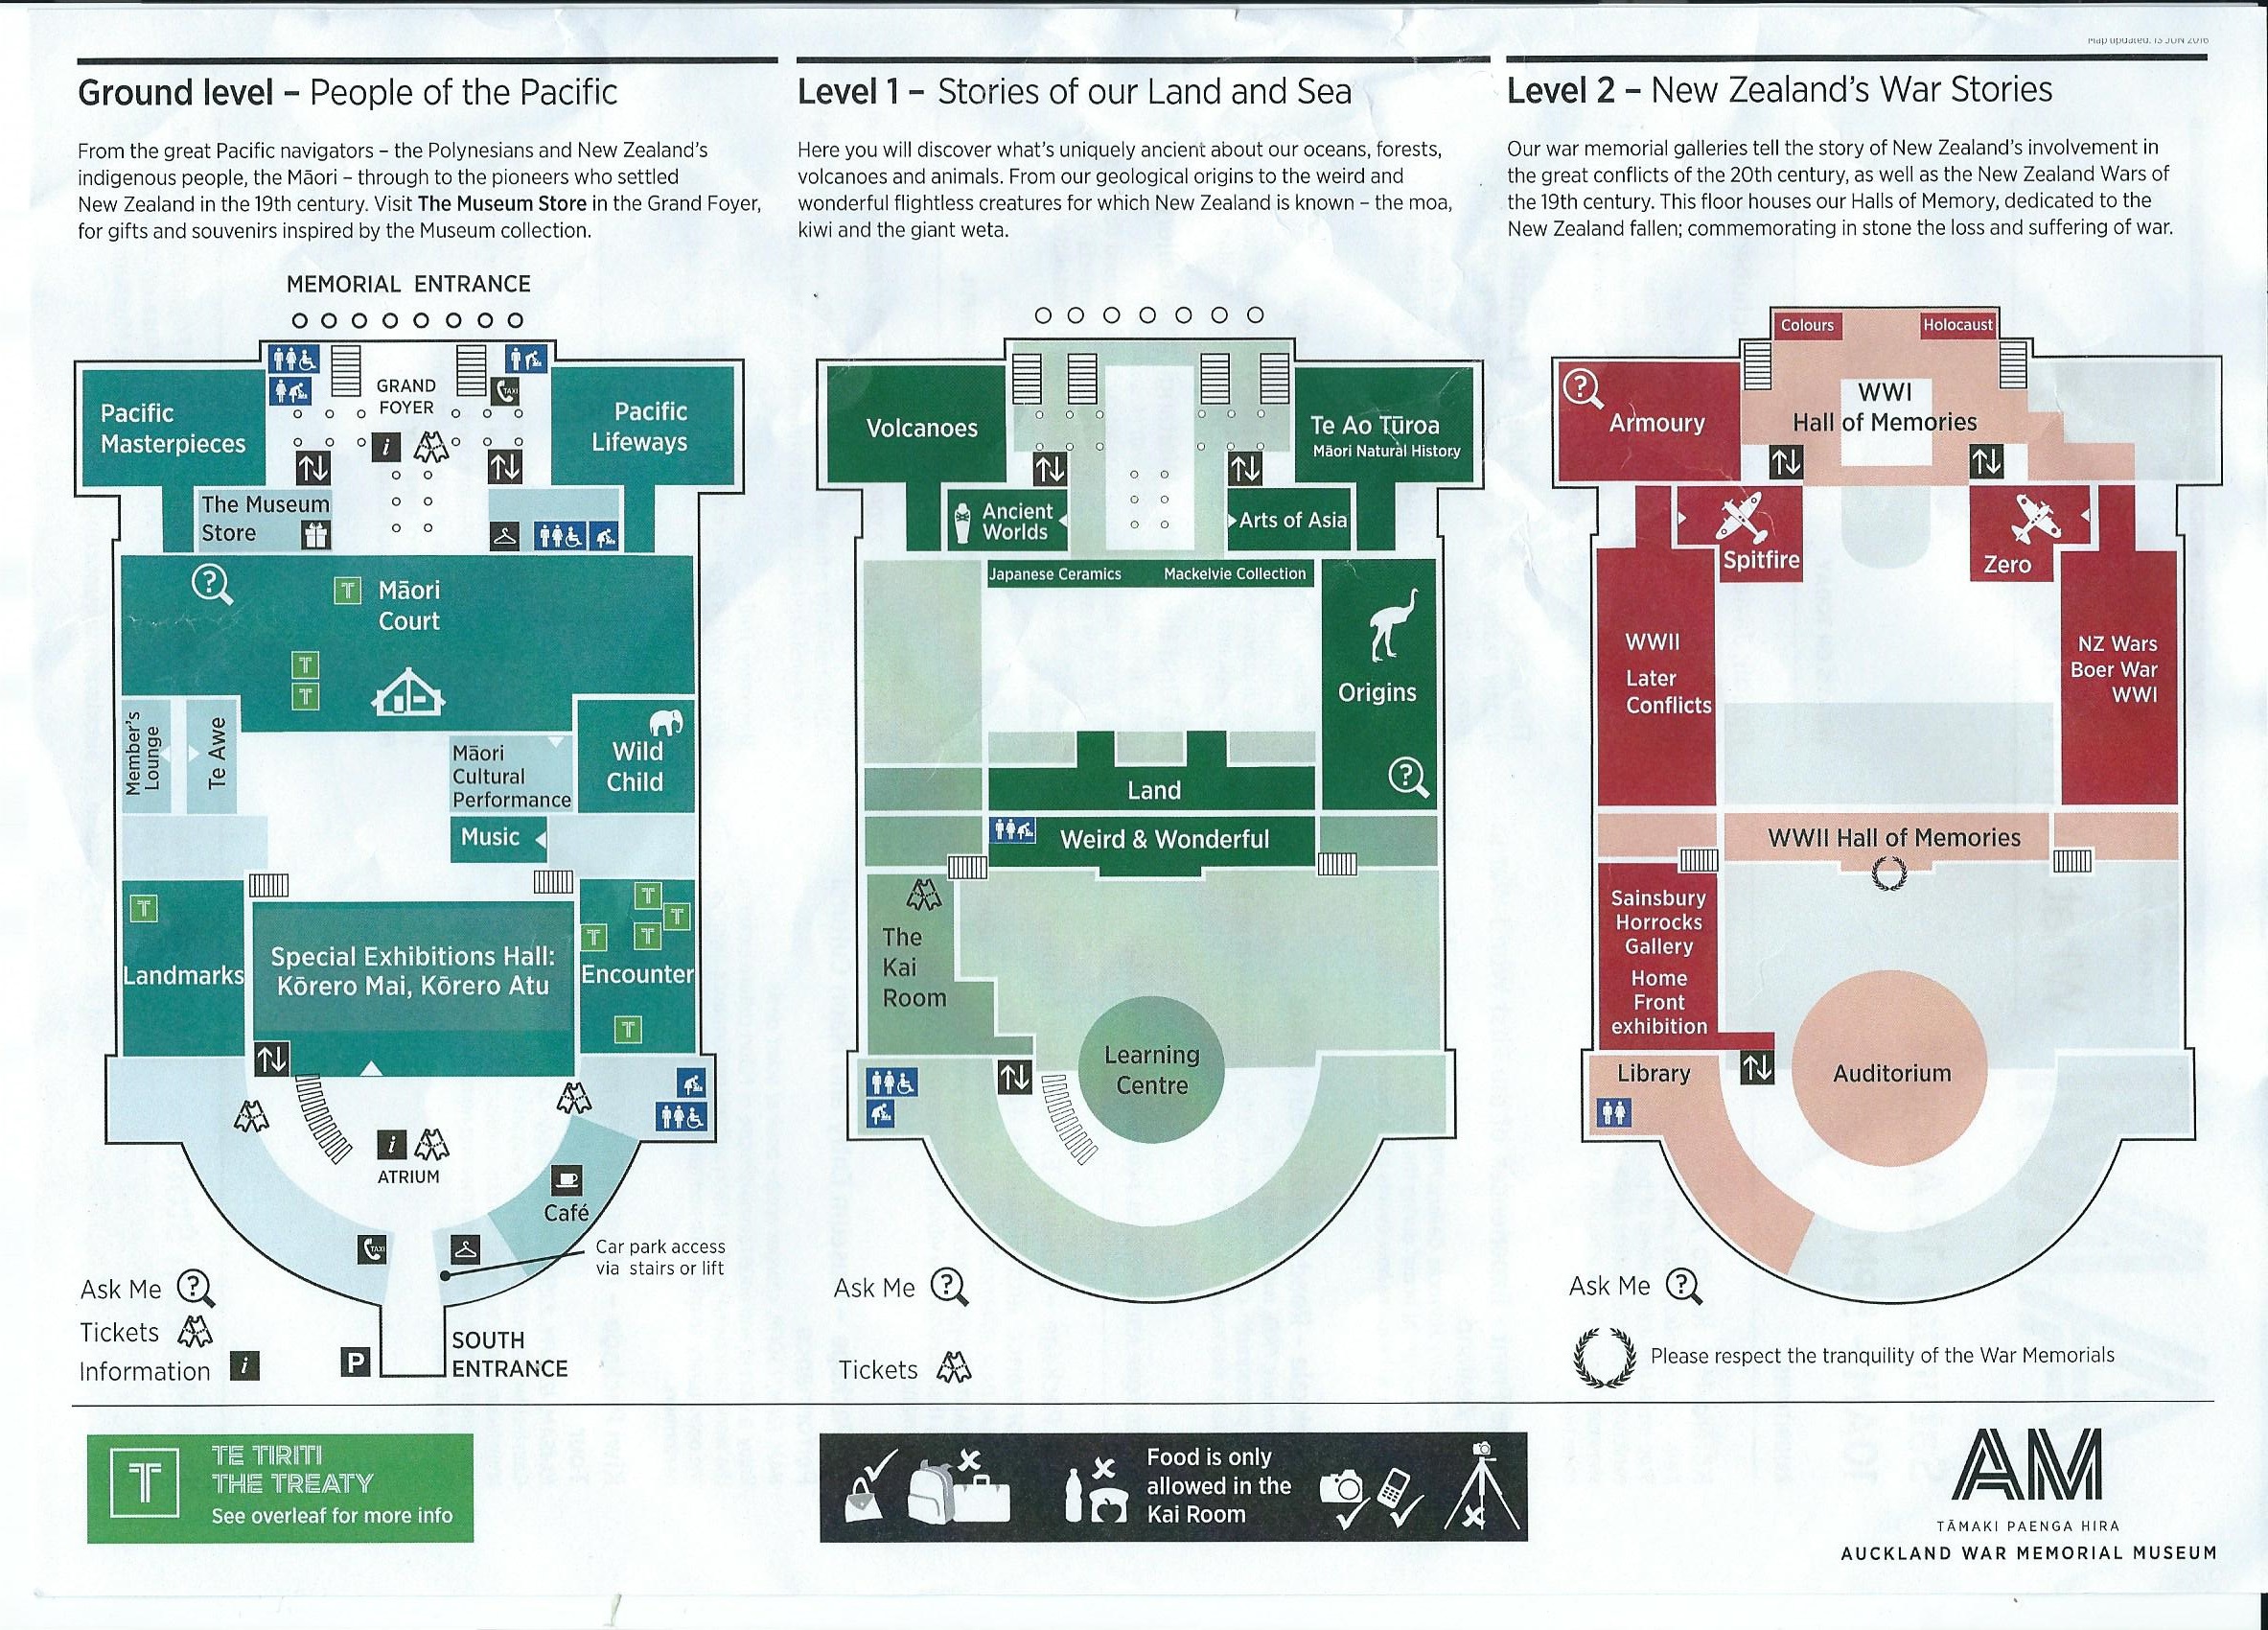 Map updated: 13 JUN 2016
Ground level – People of the Pacific
From the great Pacific navigators – the Polynesians and New Zealand's
indigenous people, the Māori – through to the pioneers who settled
New Zealand in the 19th century. Visit The Museum Store in the Grand Foyer,
for gifts and souvenirs inspired by the Museum collection.
MEMORIAL ENTRANCE
GRAND
FOYER
TAXI
Pacific
Masterpieces
Pacific
Lifeways
i
The Museum
Store
?
T
Māori
Court
T
T
Member's
Lounge
Te Awe
Māori
Cultural
Performance
Wild
Child
Music
T
Landmarks
Special Exhibitions Hall:
Kōrero Mai, Kōrero Atu
T
T
T
T
Encounter
T
i
ATRIUM
Café
TAXI
Car park access
via stairs or lift
Ask Me ?
Tickets
Information i
P
SOUTH
ENTRANCE
Level 1 – Stories of our Land and Sea
Here you will discover what's uniquely ancient about our oceans, forests,
volcanoes and animals. From our geological origins to the weird and
wonderful flightless creatures for which New Zealand is known – the moa,
kiwi and the giant weta.
Volcanoes
Te Ao Tūroa
Māori Natural History
Ancient
Worlds
Arts of Asia
Japanese Ceramics
Mackelvie Collection
Origins
?
Land
Weird & Wonderful
The
Kai
Room
Learning
Centre
Ask Me ?
Tickets
Level 2 – New Zealand's War Stories
Our war memorial galleries tell the story of New Zealand's involvement in
the great conflicts of the 20th century, as well as the New Zealand Wars of
the 19th century. This floor houses our Halls of Memory, dedicated to the
New Zealand fallen; commemorating in stone the loss and suffering of war.
Colours
Holocaust
?
Armoury
WWI
Hall of Memories
Spitfire
Zero
WWII
Later
Conflicts
NZ Wars
Boer War
WWI
WWII Hall of Memories
Sainsbury
Horrocks
Gallery
Home
Front
exhibition
Library
Auditorium
Ask Me ?
Please respect the tranquility of the War Memorials
T
TE TIRITI
THE TREATY
See overleaf for more info
Food is only
allowed in the
Kai Room
AM
TĀMAKI PAENGA HIRA
AUCKLAND WAR MEMORIAL MUSEUM